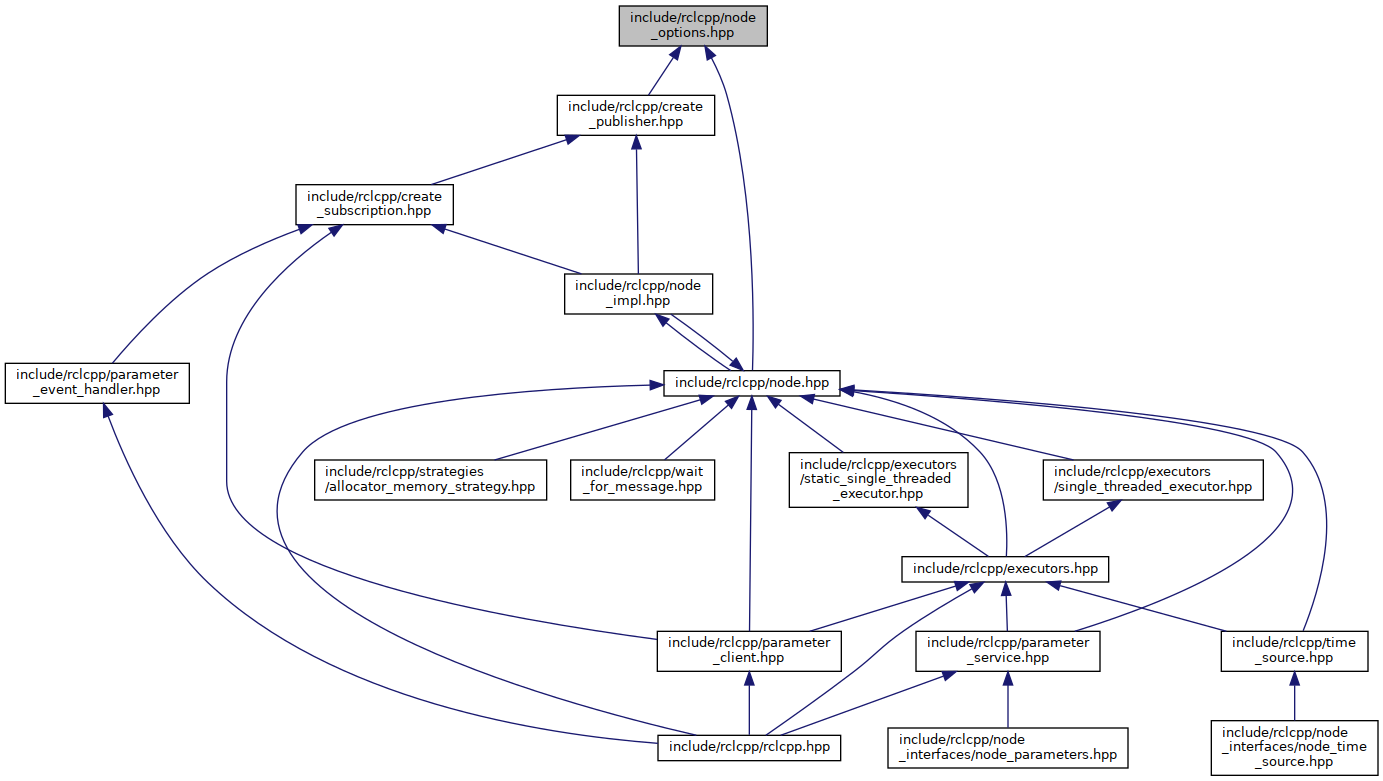 include/rclcpp/node
_options.hpp
include/rclcpp/create
_publisher.hpp
include/rclcpp/create
_subscription.hpp
include/rclcpp/node
_impl.hpp
include/rclcpp/parameter
_event_handler.hpp
include/rclcpp/node.hpp
include/rclcpp/strategies
/allocator_memory_strategy.hpp
include/rclcpp/wait
_for_message.hpp
include/rclcpp/executors
/static_single_threaded
_executor.hpp
include/rclcpp/executors
/single_threaded_executor.hpp
include/rclcpp/executors.hpp
include/rclcpp/parameter
_client.hpp
include/rclcpp/parameter
_service.hpp
include/rclcpp/time
_source.hpp
include/rclcpp/rclcpp.hpp
include/rclcpp/node
_interfaces/node_parameters.hpp
include/rclcpp/node
_interfaces/node_time
_source.hpp